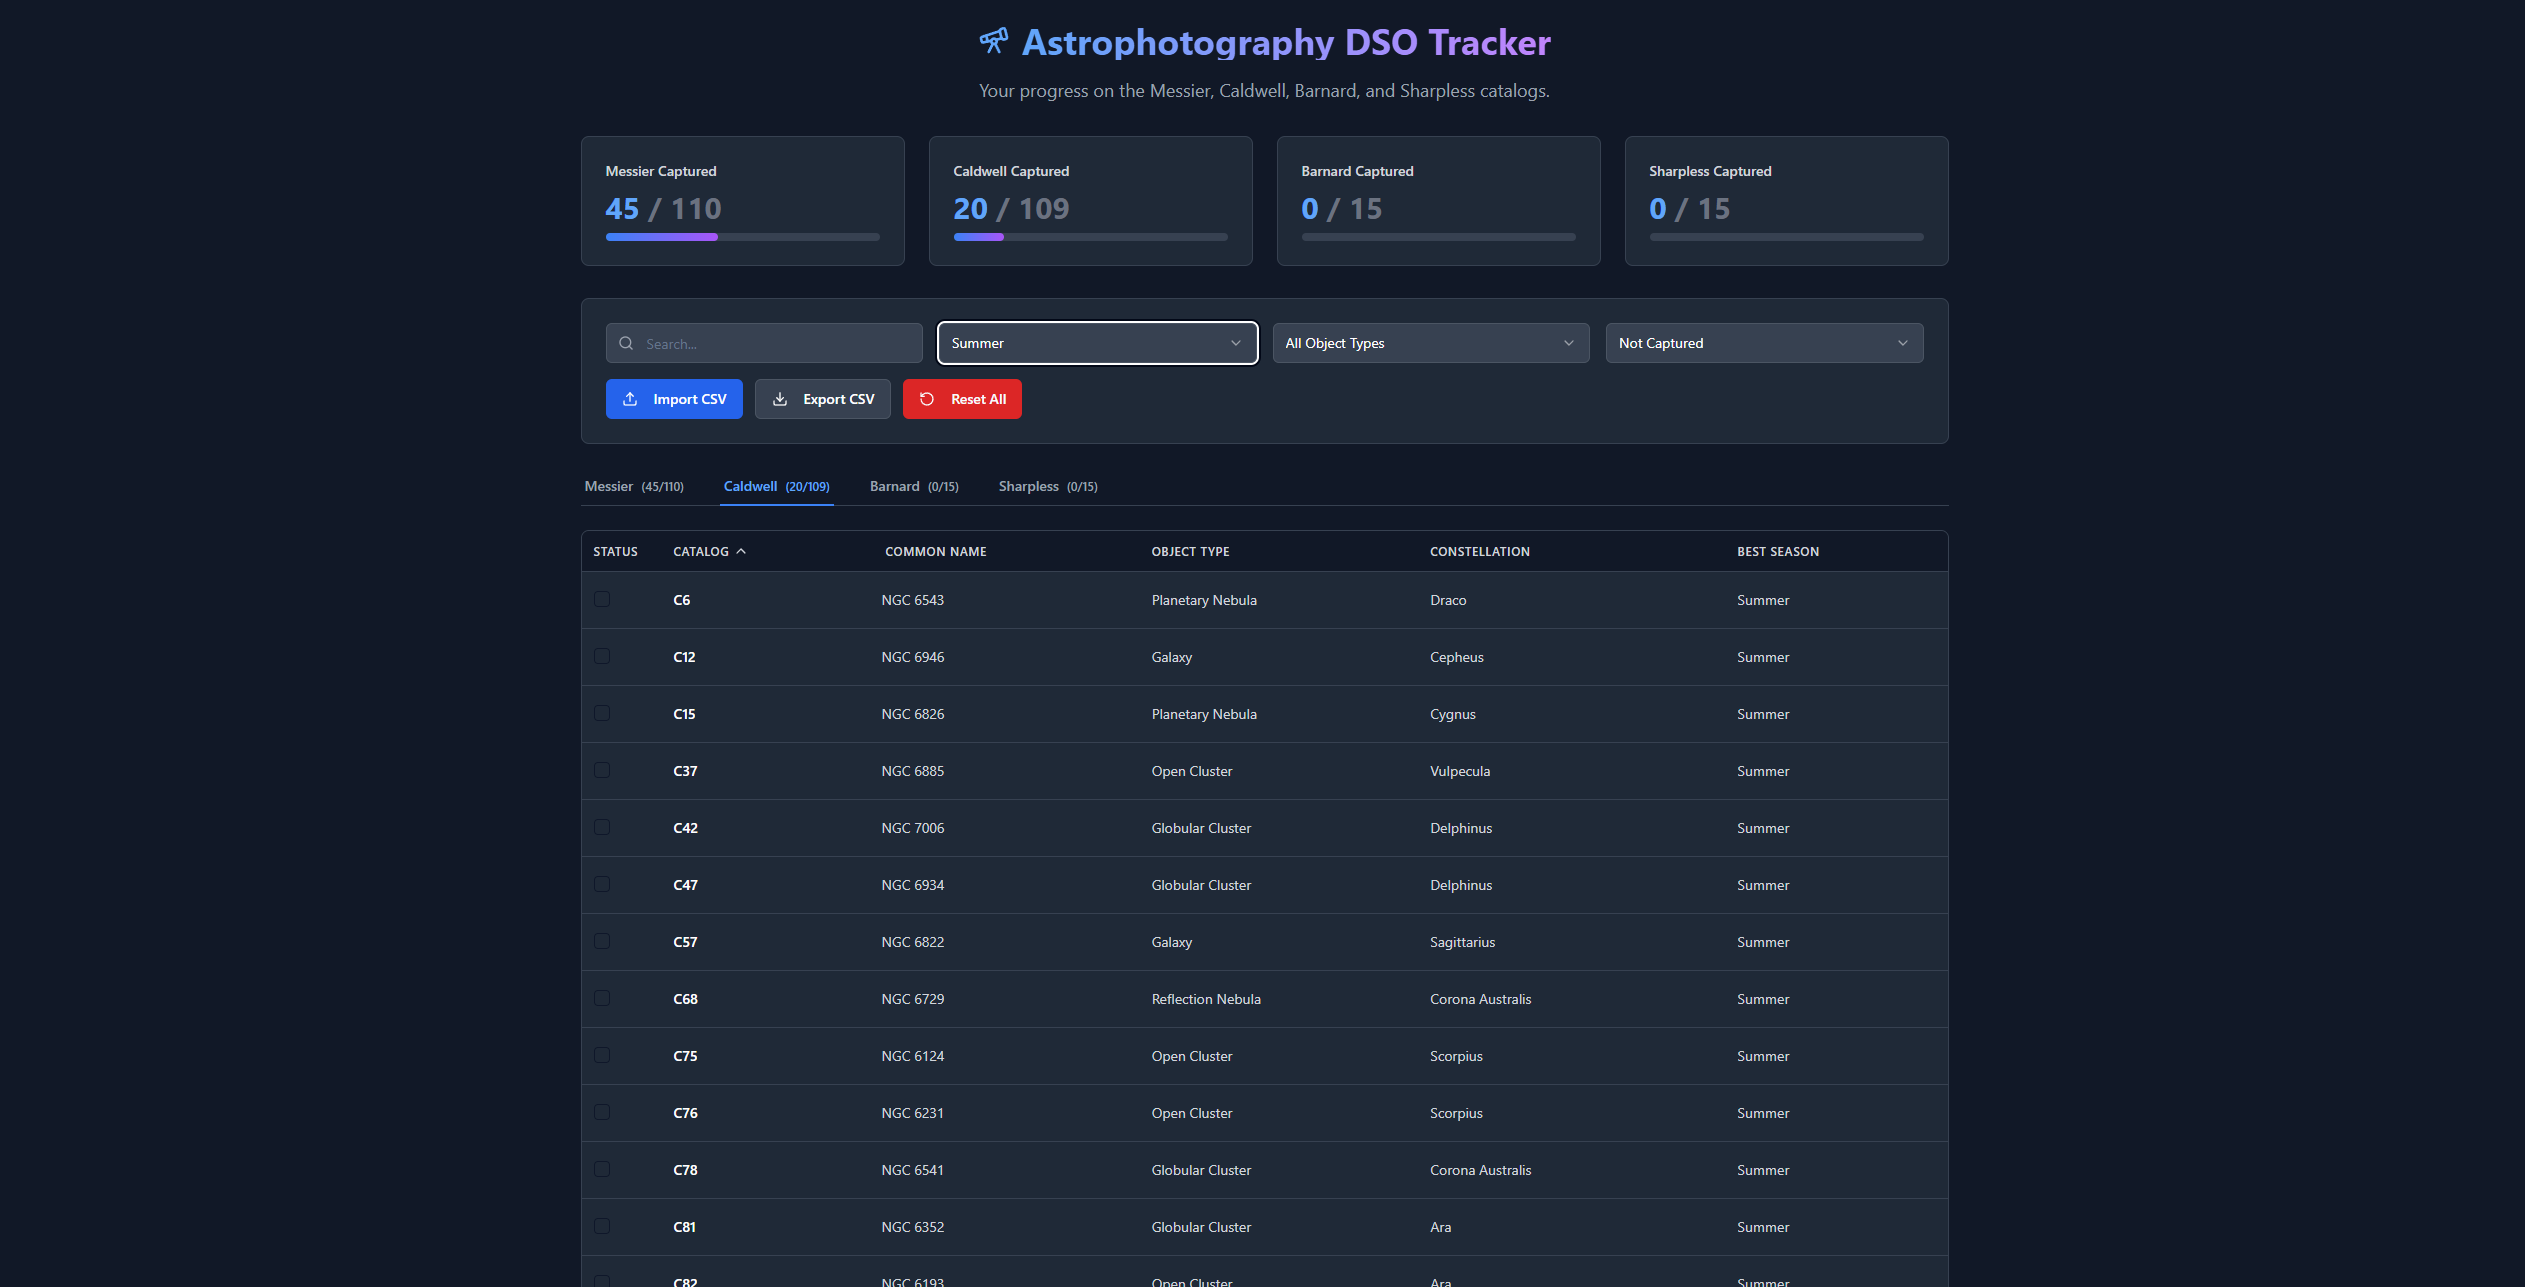 Astrophotography DSO Tracker
Your progress on the Messier, Caldwell, Barnard, and Sharpless catalogs.
Messier Captured
45 / 110
Caldwell Captured
20 / 109
Barnard Captured
0 / 15
Sharpless Captured
0 / 15
Search...
Summer
All Object Types
Not Captured
Import CSV
Export CSV
Reset All
Messier (45/110)
Caldwell (20/109)
Barnard (0/15)
Sharpless (0/15)
STATUS CATALOG COMMON NAME OBJECT TYPE CONSTELLATION BEST SEASON
C6 NGC 6543 Planetary Nebula Draco Summer
C12 NGC 6946 Galaxy Cepheus Summer
C15 NGC 6826 Planetary Nebula Cygnus Summer
C37 NGC 6885 Open Cluster Vulpecula Summer
C42 NGC 7006 Globular Cluster Delphinus Summer
C47 NGC 6934 Globular Cluster Delphinus Summer
C57 NGC 6822 Galaxy Sagittarius Summer
C68 NGC 6729 Reflection Nebula Corona Australis Summer
C75 NGC 6124 Open Cluster Scorpius Summer
C76 NGC 6231 Open Cluster Scorpius Summer
C78 NGC 6541 Globular Cluster Corona Australis Summer
C81 NGC 6352 Globular Cluster Ara Summer
C82 NGC 6193 Open Cluster Ara Summer